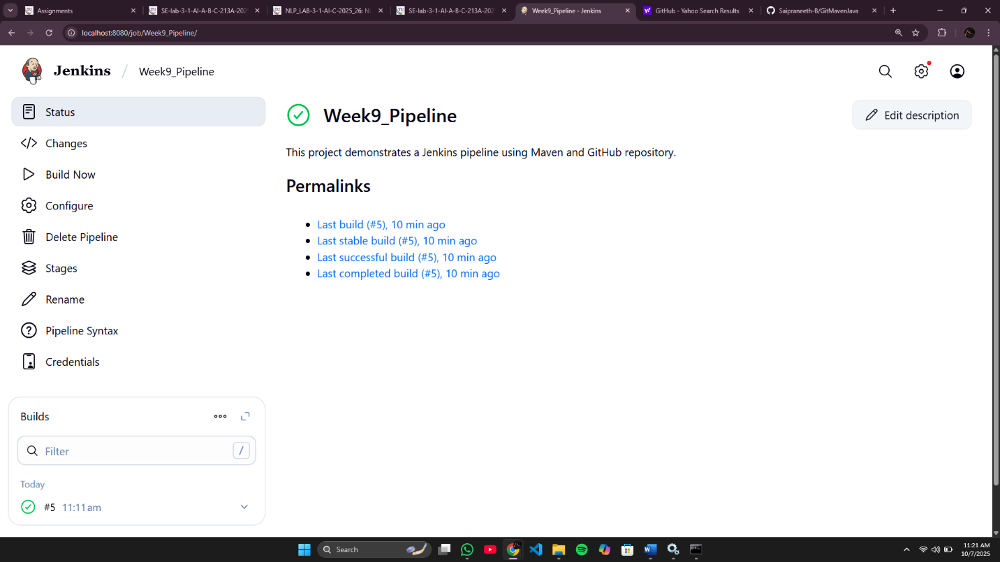 Assignments
SE-lab-3-1-AI-A-B-C-213A-202
NLP_LAB-3-1-AI-C-2025_26: NL
SE-lab-3-1-AI-A-B-C-213A-202
Week9_Pipeline - Jenkins
GitHub - Yahoo Search Results
Saipraneeth-B/GitMavenJava
localhost:8080/job/Week9_Pipeline/
Jenkins / Week9_Pipeline
Status
Changes
Build Now
Configure
Delete Pipeline
Stages
Rename
Pipeline Syntax
Credentials
Builds
Filter /
Today
#5 11:11 am
Week9_Pipeline
Edit description
This project demonstrates a Jenkins pipeline using Maven and GitHub repository.
Permalinks
Last build (#5), 10 min ago
Last stable build (#5), 10 min ago
Last successful build (#5), 10 min ago
Last completed build (#5), 10 min ago
Search
11:21 AM
10/7/2025